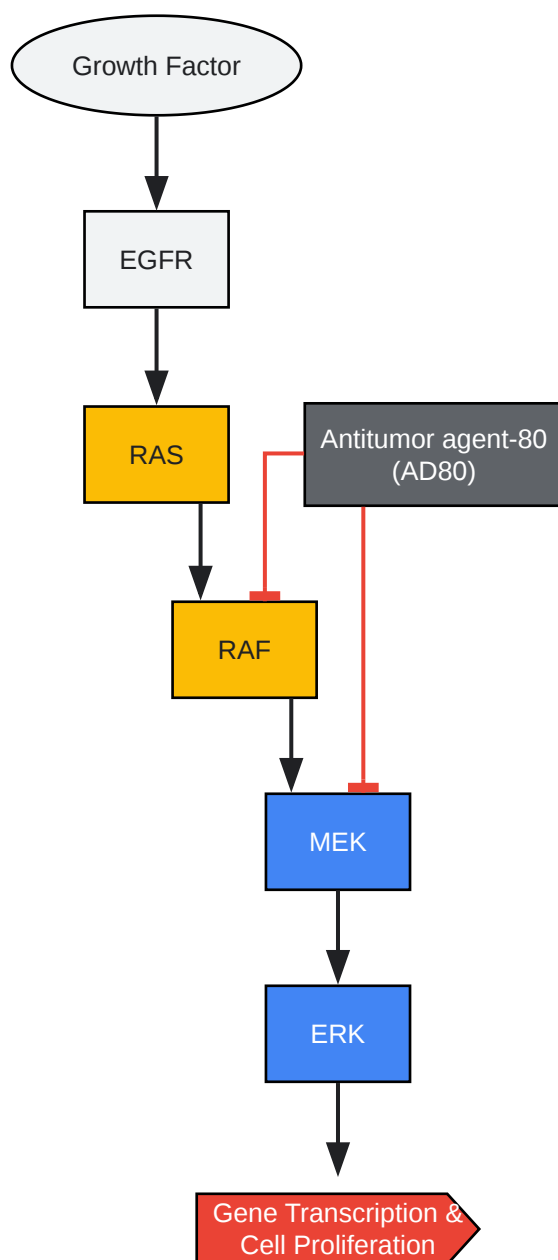 Growth Factor
EGFR
RAS
Antitumor agent-80
(AD80)
RAF
MEK
ERK
Gene Transcription &
Cell Proliferation